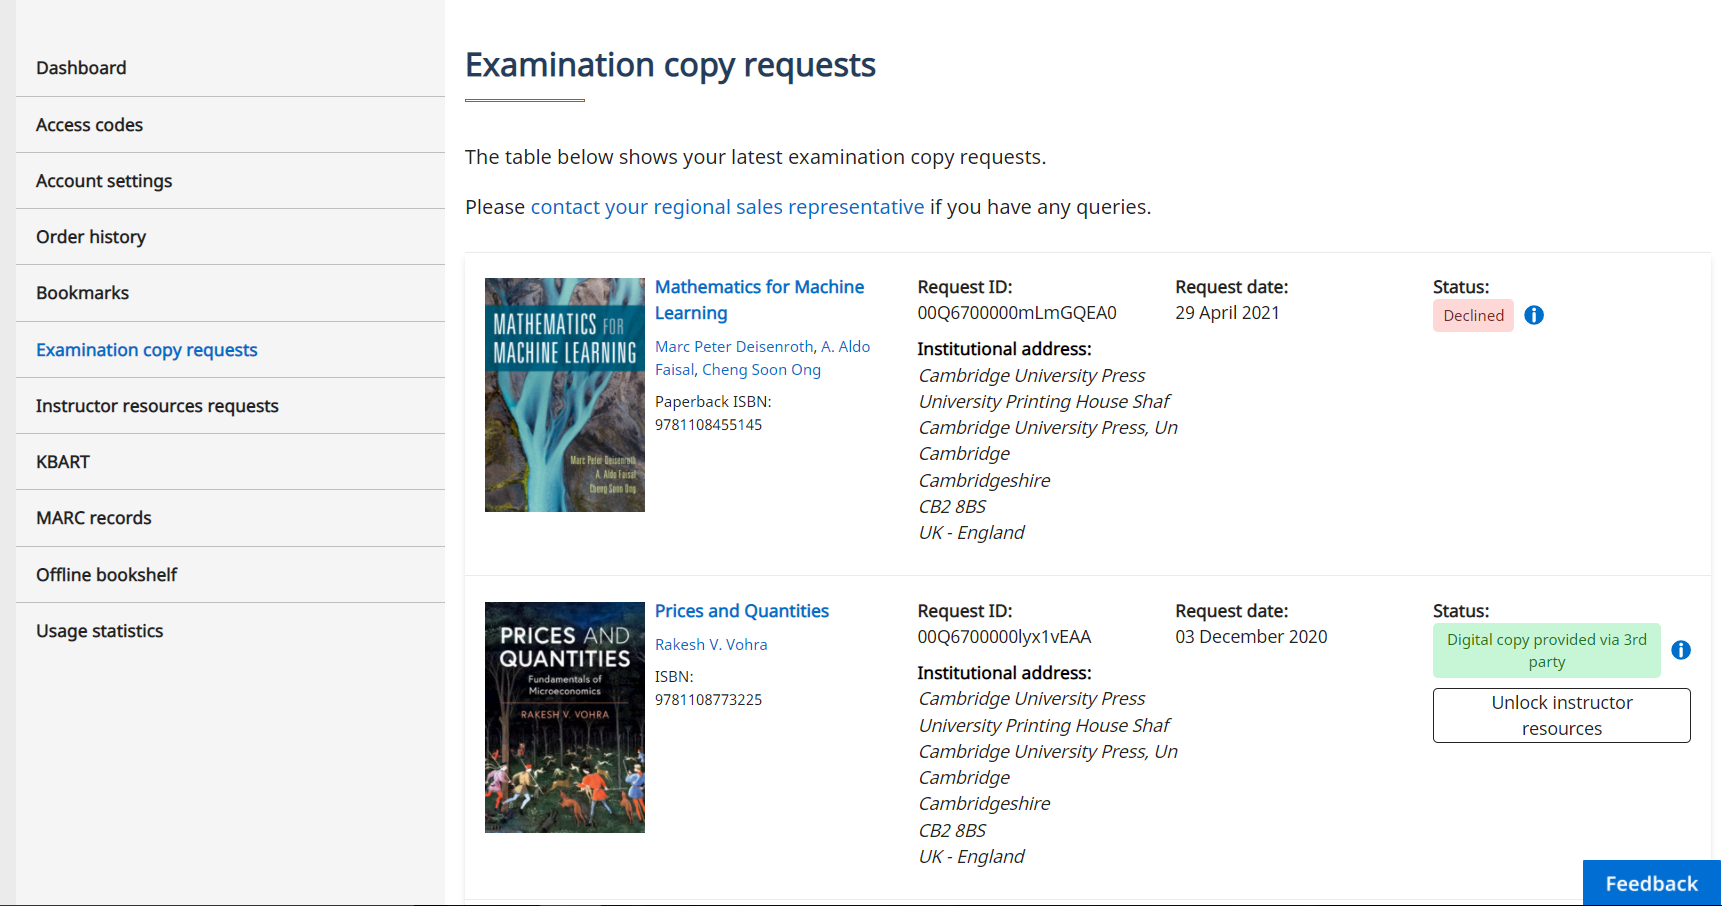 Dashboard
Access codes
Account settings
Order history
Bookmarks
Examination copy requests
Instructor resources requests
KBART
MARC records
Offline bookshelf
Usage statistics
Examination copy requests
The table below shows your latest examination copy requests.
Please contact your regional sales representative if you have any queries.
MATHEMATICS FOR
MACHINE LEARNING
Marc Peter Deisenroth
A. Aldo Faisal
Cheng Soon Ong
Mathematics for Machine
Learning
Marc Peter Deisenroth, A. Aldo
Faisal, Cheng Soon Ong
Paperback ISBN:
9781108455145
Request ID:
00Q6700000mLmGQEA0
Institutional address:
Cambridge University Press
University Printing House Shaf
Cambridge University Press, Un
Cambridge
Cambridgeshire
CB2 8BS
UK - England
Request date:
29 April 2021
Status:
Declined
PRICES AND
QUANTITIES
Fundamentals of
Microeconomics
RAKESH V. VOHRA
Prices and Quantities
Rakesh V. Vohra
ISBN:
9781108773225
Request ID:
00Q6700000lyx1vEAA
Institutional address:
Cambridge University Press
University Printing House Shaf
Cambridge University Press, Un
Cambridge
Cambridgeshire
CB2 8BS
UK - England
Request date:
03 December 2020
Status:
Digital copy provided via 3rd
party
Unlock instructor
resources
Feedback